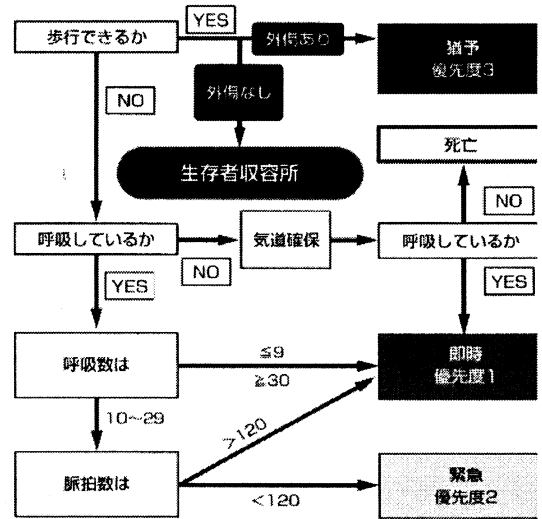 歩行できるか
YES
外傷あり
猶予
優先度3
外傷なし
NO
生存者収容所
死亡
NO
呼吸しているか
NO
気道確保
呼吸しているか
YES
YES
呼吸数は
≦9
≧30
即時
優先度1
10〜29
>120
脈拍数は
<120
緊急
優先度2